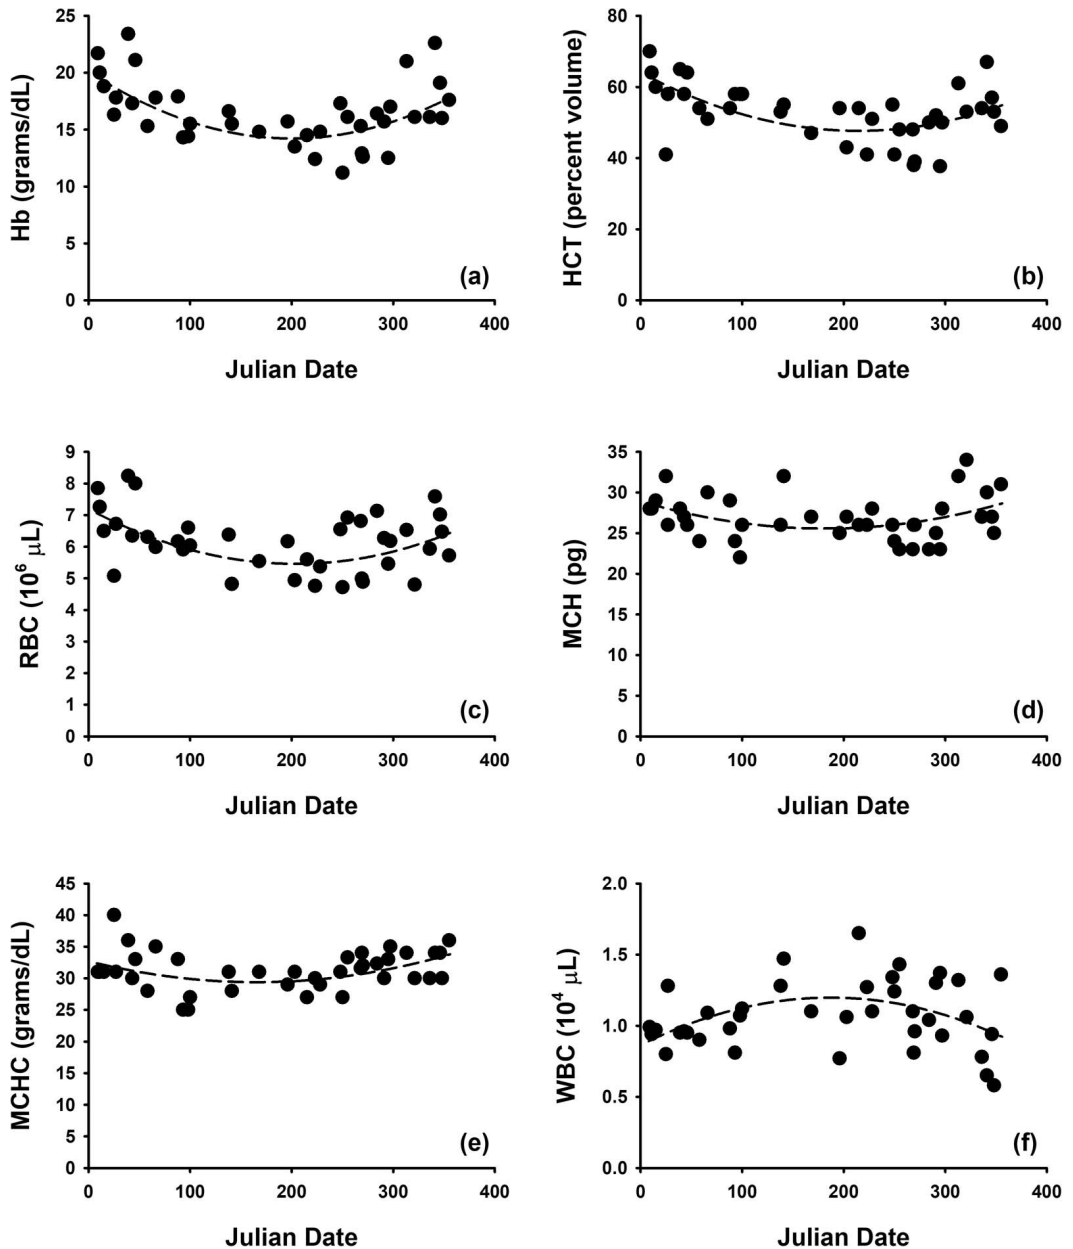 25
20
15
10
5
0
Hb (grams/dL)
(a)
0 100 200 300 400
Julian Date
80
60
40
20
0
HCT (percent volume)
(b)
0 100 200 300 400
Julian Date
9
8
7
6
5
4
3
2
1
0
RBC (10⁶ μL)
(c)
0 100 200 300 400
Julian Date
35
30
25
20
15
10
5
0
MCH (pg)
(d)
0 100 200 300 400
Julian Date
45
40
35
30
25
20
15
10
5
0
MCHC (grams/dL)
(e)
0 100 200 300 400
Julian Date
2.0
1.5
1.0
0.5
0.0
WBC (10⁴ μL)
(f)
0 100 200 300 400
Julian Date